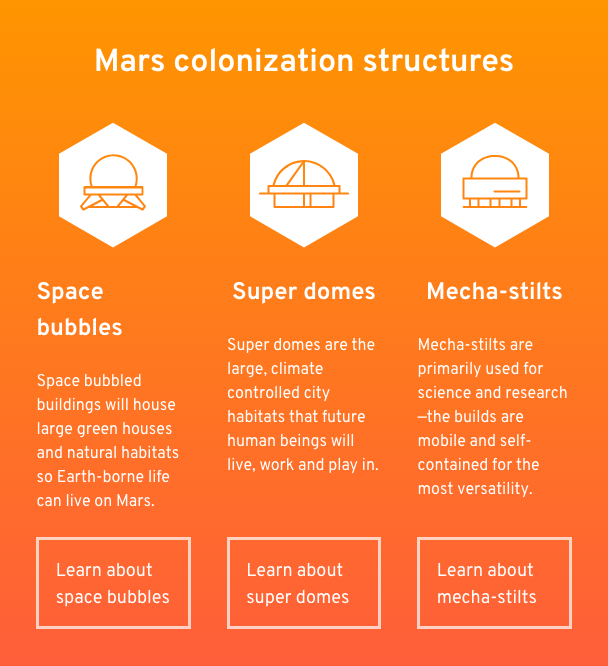 Mars colonization structures
Space
bubbles
Space bubbled
buildings will house
large green houses
and natural habitats
so Earth-borne life
can live on Mars.
Learn about
space bubbles
Super domes
Super domes are the
large, climate
controlled city
habitats that future
human beings will
live, work and play in.
Learn about
super domes
Mecha-stilts
Mecha-stilts are
primarily used for
science and research
—the builds are
mobile and self-
contained for the
most versatility.
Learn about
mecha-stilts